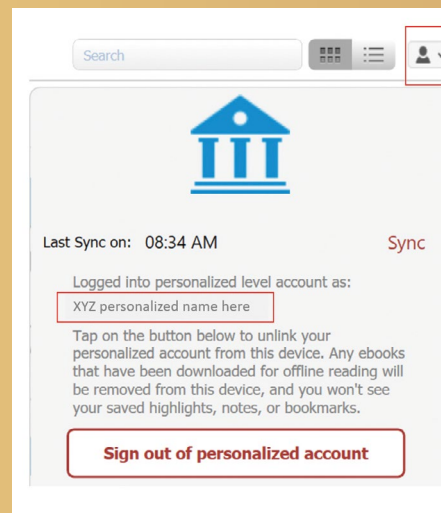 Search
Last Sync on: 08:34 AM Sync
Logged into personalized level account as:
XYZ personalized name here
Tap on the button below to unlink your
personalized account from this device. Any ebooks
that have been downloaded for offline reading will
be removed from this device, and you won't see
your saved highlights, notes, or bookmarks.
Sign out of personalized account